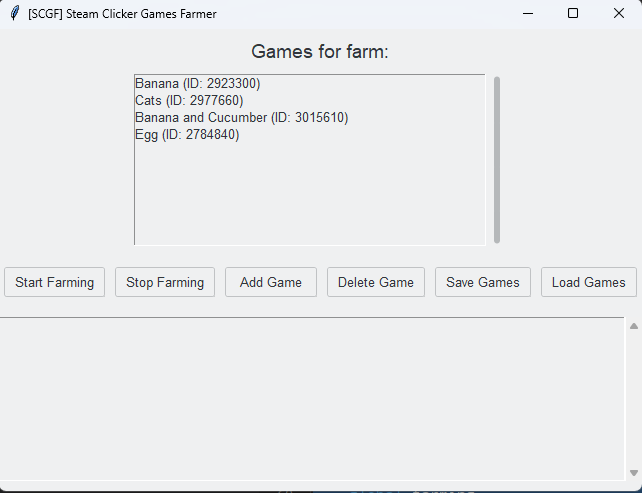 [SCGF] Steam Clicker Games Farmer
Games for farm:
Banana (ID: 2923300)
Cats (ID: 2977660)
Banana and Cucumber (ID: 3015610)
Egg (ID: 2784840)
Start Farming Stop Farming Add Game Delete Game Save Games Load Games